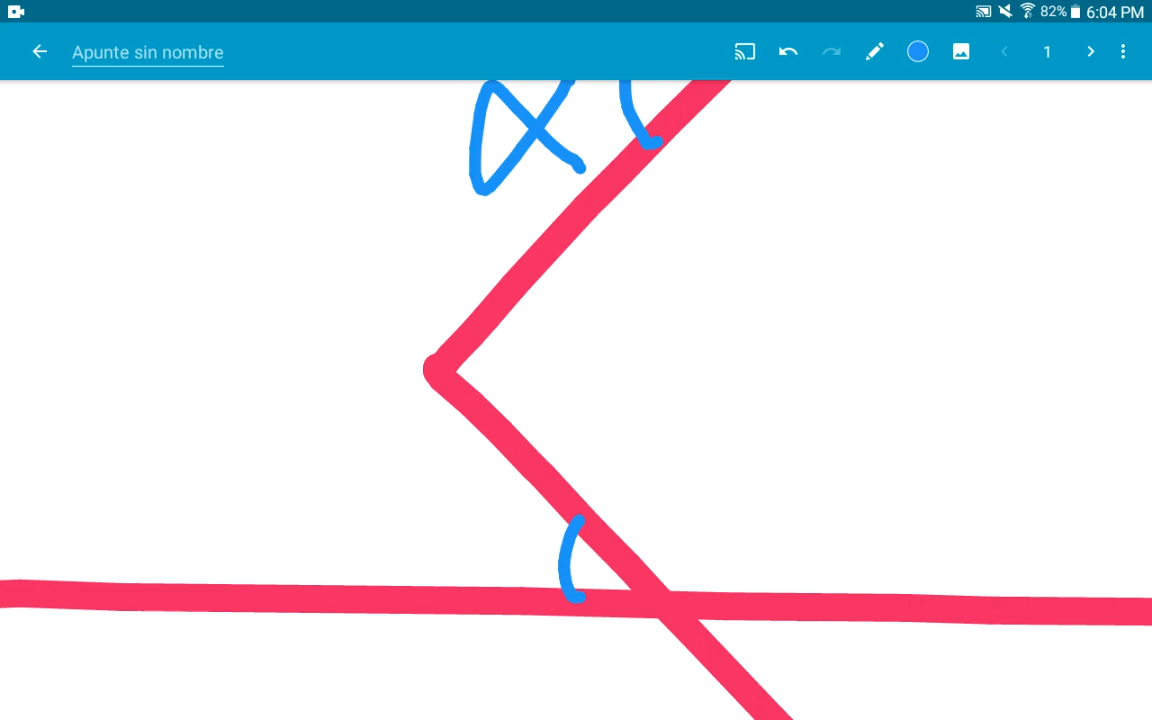 82% 6:04 PM
Apunte sin nombre 1
α